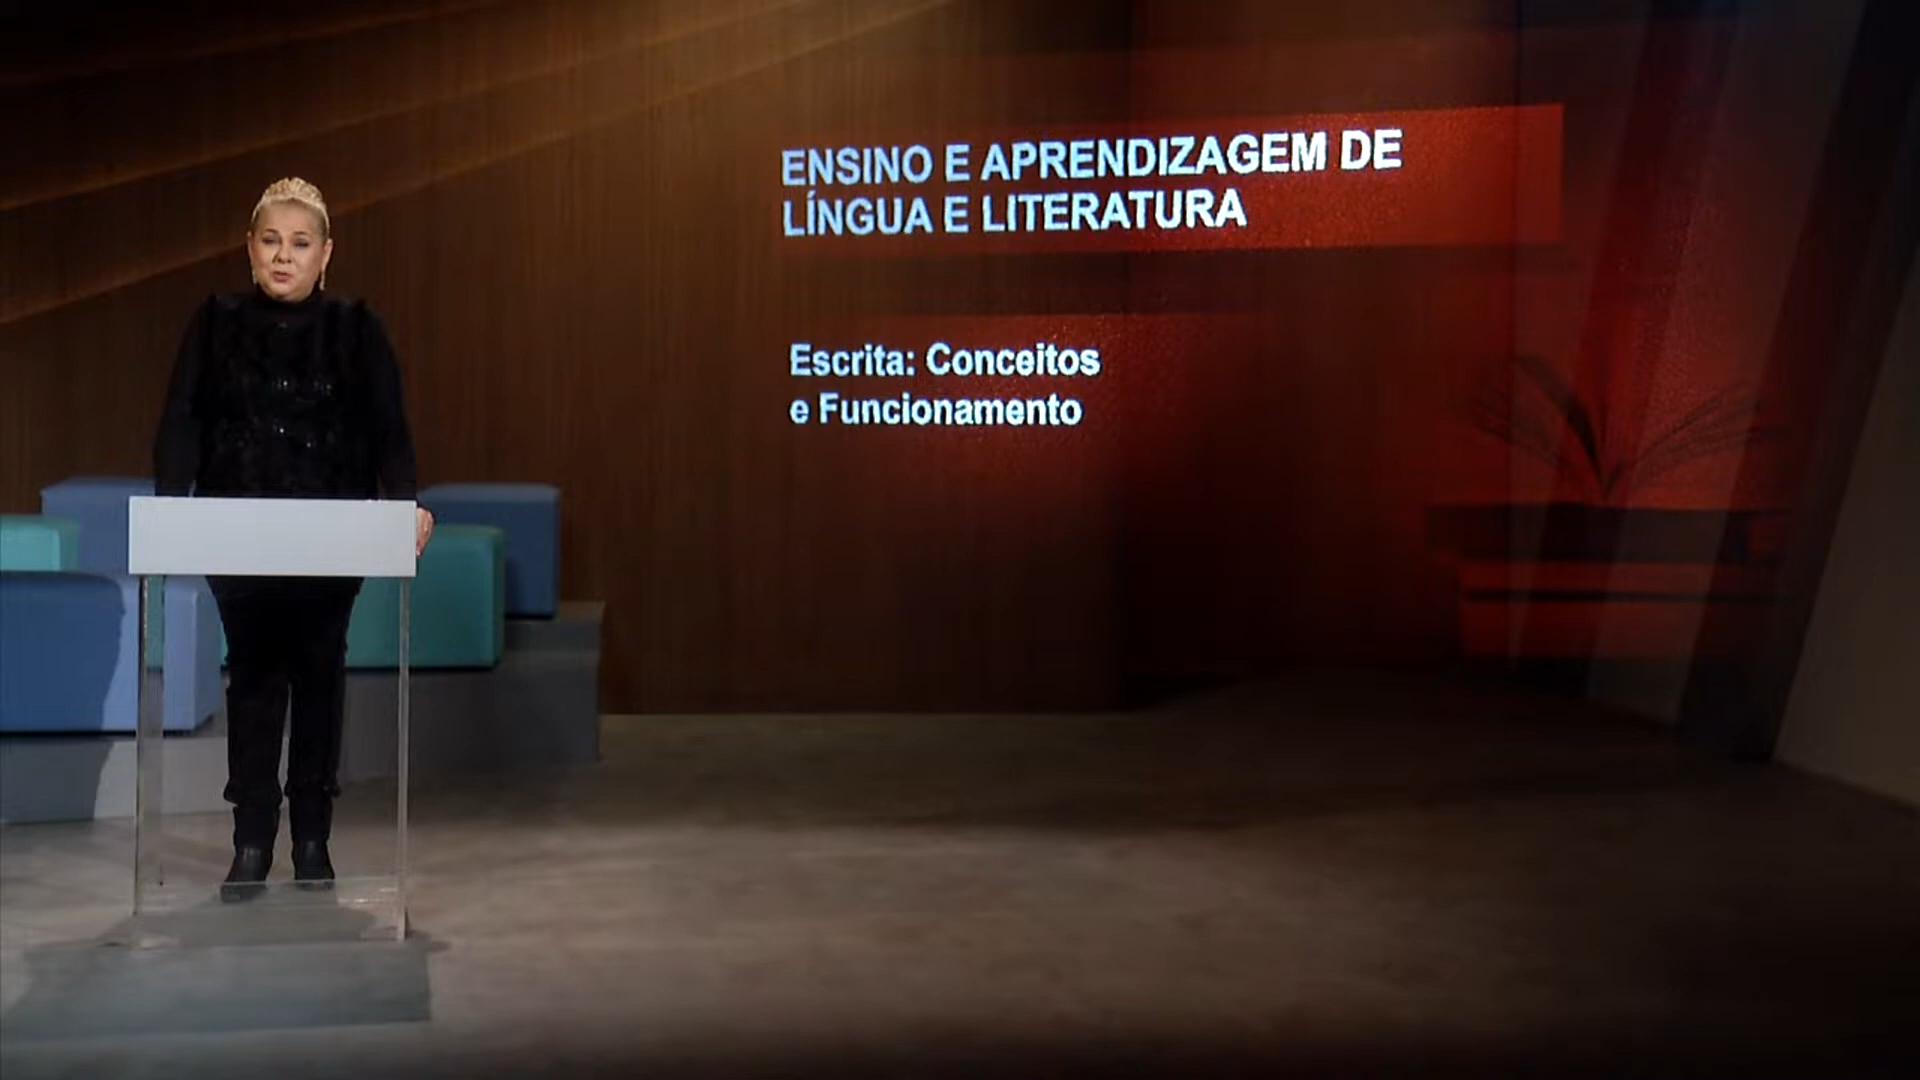 ENSINO E APRENDIZAGEM DE
LÍNGUA E LITERATURA
Escrita: Conceitos
e Funcionamento